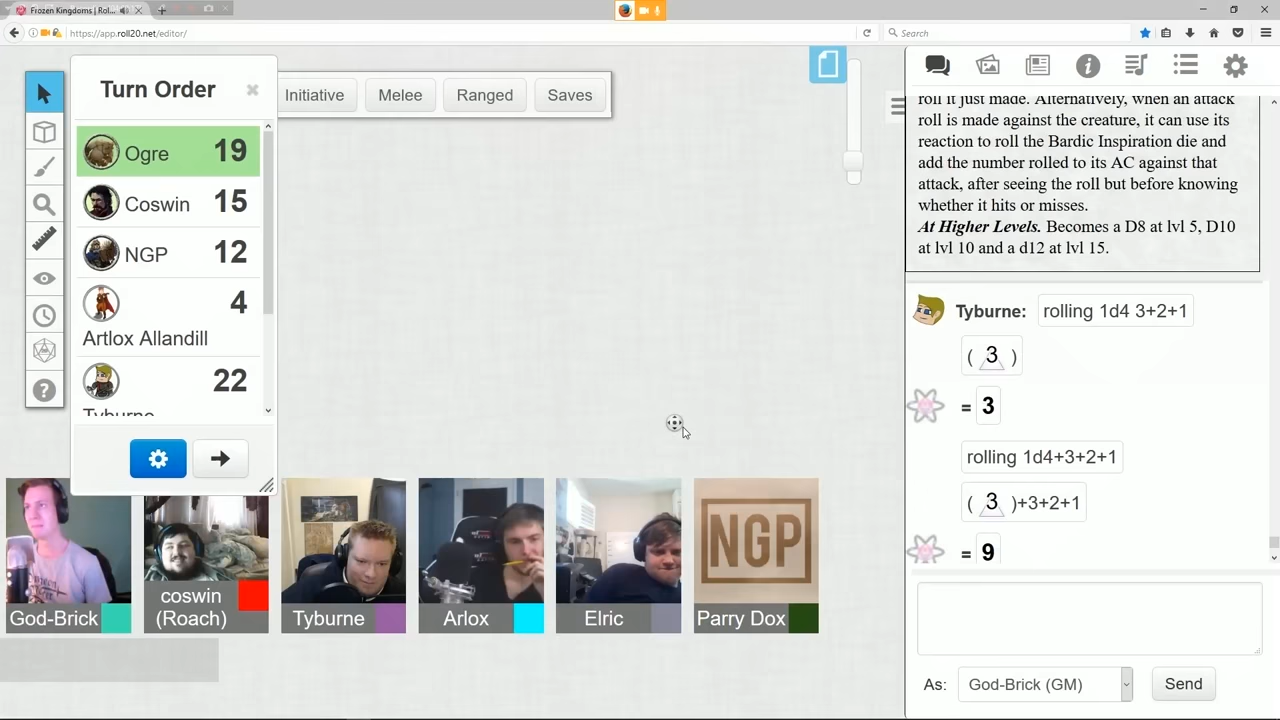 Frozen Kingdoms | Rol...
https://app.roll20.net/editor/
Search
Turn Order
Initiative
Melee
Ranged
Saves
Ogre 19
Coswin 15
NGP 12
4
Artlox Allandill
22
Tyburne
roll it just made. Alternatively, when an attack
roll is made against the creature, it can use its
reaction to roll the Bardic Inspiration die and
add the number rolled to its AC against that
attack, after seeing the roll but before knowing
whether it hits or misses.
At Higher Levels. Becomes a D8 at lvl 5, D10
at lvl 10 and a d12 at lvl 15.
Tyburne: rolling 1d4 3+2+1
( 3 )
= 3
rolling 1d4+3+2+1
( 3 )+3+2+1
= 9
NGP
God-Brick
coswin
(Roach)
Tyburne
Arlox
Elric
Parry Dox
As: God-Brick (GM) Send